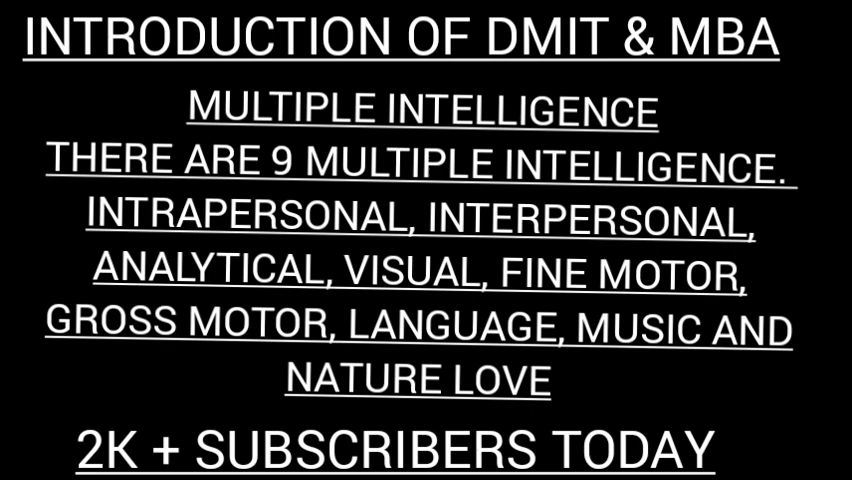 INTRODUCTION OF DMIT & MBA
MULTIPLE INTELLIGENCE
THERE ARE 9 MULTIPLE INTELLIGENCE.
INTRAPERSONAL, INTERPERSONAL,
ANALYTICAL, VISUAL, FINE MOTOR,
GROSS MOTOR, LANGUAGE, MUSIC AND
NATURE LOVE
2K + SUBSCRIBERS TODAY